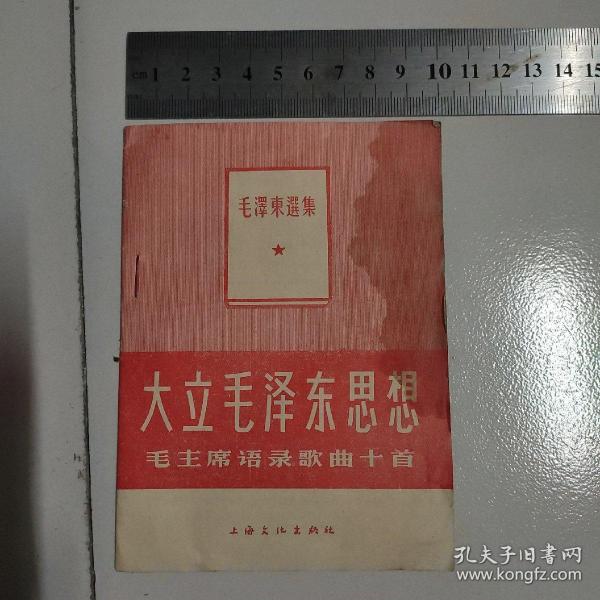 cm 1 2 3 4 5 6 7 8 9 10 11 12 13 14 15
毛澤東選集
大立毛泽东思想
毛主席语录歌曲十首
上海文化出版社
孔夫子旧书网
www.kongfz.com